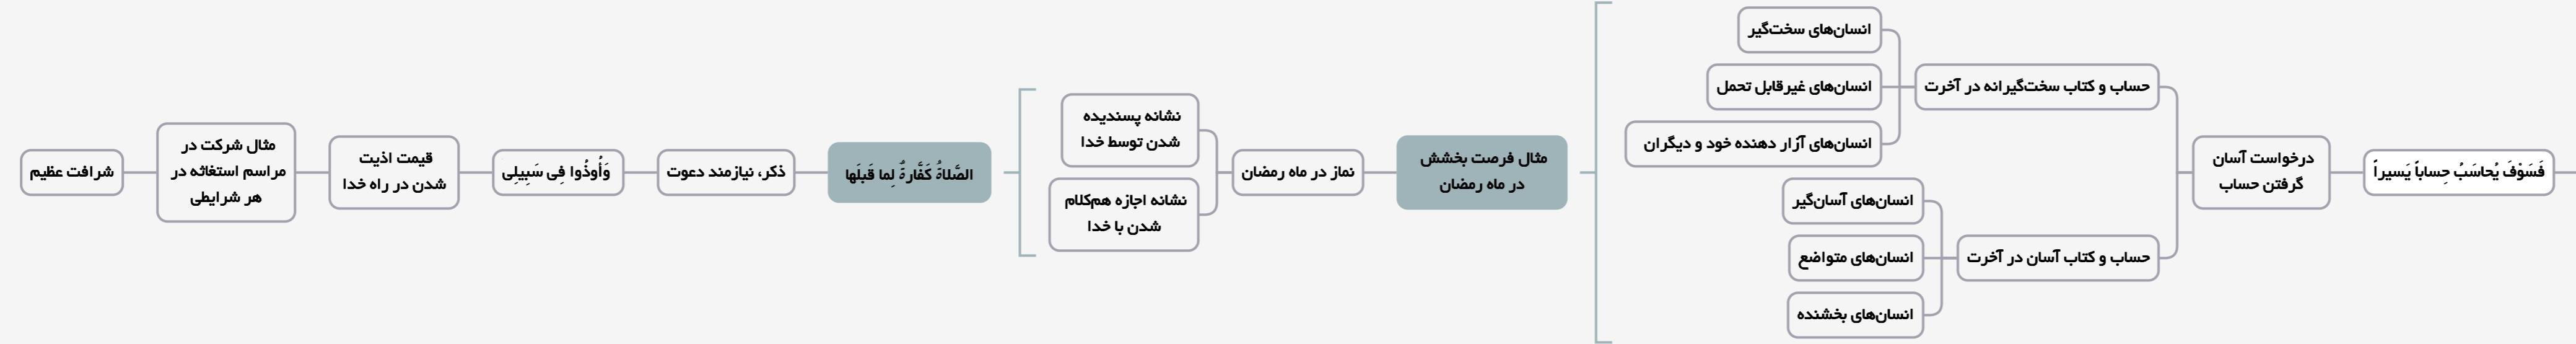 فَسَوْفَ يُحاسَبُ حِساباً يَسيراً
درخواست آسان
گرفتن حساب
حساب و کتاب سخت‌گیرانه در آخرت
انسان‌های سخت‌گیر
انسان‌های غیرقابل تحمل
انسان‌های آزار دهنده خود و دیگران
حساب و کتاب آسان در آخرت
انسان‌های آسان‌گیر
انسان‌های متواضع
انسان‌های بخشنده
مثال فرصت بخشش
در ماه رمضان
نماز در ماه رمضان
نشانه پسندیده
شدن توسط خدا
نشانه اجازه هم‌کلام
شدن با خدا
الصَّلاةُ كَفَّارةٌ لِما قَبلَها
ذکر، نیازمند دعوت
وَأُوذُوا فِی سَبِیلِی
قیمت اذیت
شدن در راه خدا
مثال شرکت در
مراسم استغاثه در
هر شرایطی
شرافت عظیم